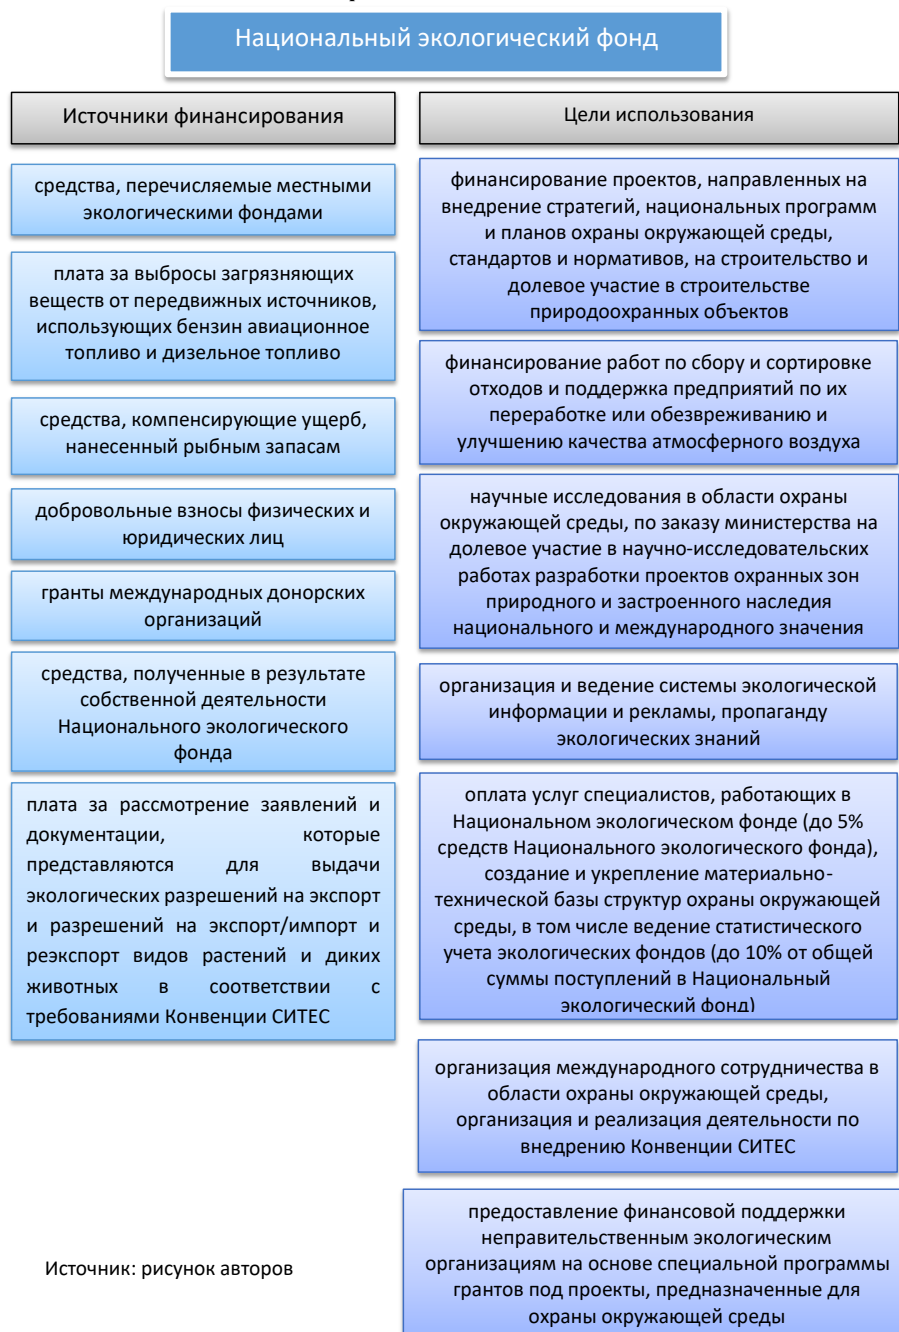 Национальный экологический фонд
Источники финансирования
средства, перечисляемые местными
экологическими фондами
плата за выбросы загрязняющих
веществ от передвижных источников,
использующих бензин авиационное
топливо и дизельное топливо
средства, компенсирующие ущерб,
нанесенный рыбным запасам
добровольные взносы физических и
юридических лиц
гранты международных донорских
организаций
средства, полученные в результате
собственной деятельности
Национального экологического
фонда
плата за рассмотрение заявлений и
документации, которые
представляются для выдачи
экологических разрешений на экспорт
и разрешений на экспорт/импорт и
реэкспорт видов растений и диких
животных в соответствии с
требованиями Конвенции СИТЕС
Цели использования
финансирование проектов, направленных на
внедрение стратегий, национальных программ
и планов охраны окружающей среды,
стандартов и нормативов, на строительство и
долевое участие в строительстве
природоохранных объектов
финансирование работ по сбору и сортировке
отходов и поддержка предприятий по их
переработке или обезвреживанию и
улучшению качества атмосферного воздуха
научные исследования в области охраны
окружающей среды, по заказу министерства на
долевое участие в научно-исследовательских
работах разработки проектов охранных зон
природного и застроенного наследия
национального и международного значения
организация и ведение системы экологической
информации и рекламы, пропаганду
экологических знаний
оплата услуг специалистов, работающих в
Национальном экологическом фонде (до 5%
средств Национального экологического фонда),
создание и укрепление материально-
технической базы структур охраны окружающей
среды, в том числе ведение статистического
учета экологических фондов (до 10% от общей
суммы поступлений в Национальный
экологический фонд)
организация международного сотрудничества в
области охраны окружающей среды,
организация и реализация деятельности по
внедрению Конвенции СИТЕС
предоставление финансовой поддержки
неправительственным экологическим
организациям на основе специальной программы
грантов под проекты, предназначенные для
охраны окружающей среды
Источник: рисунок авторов